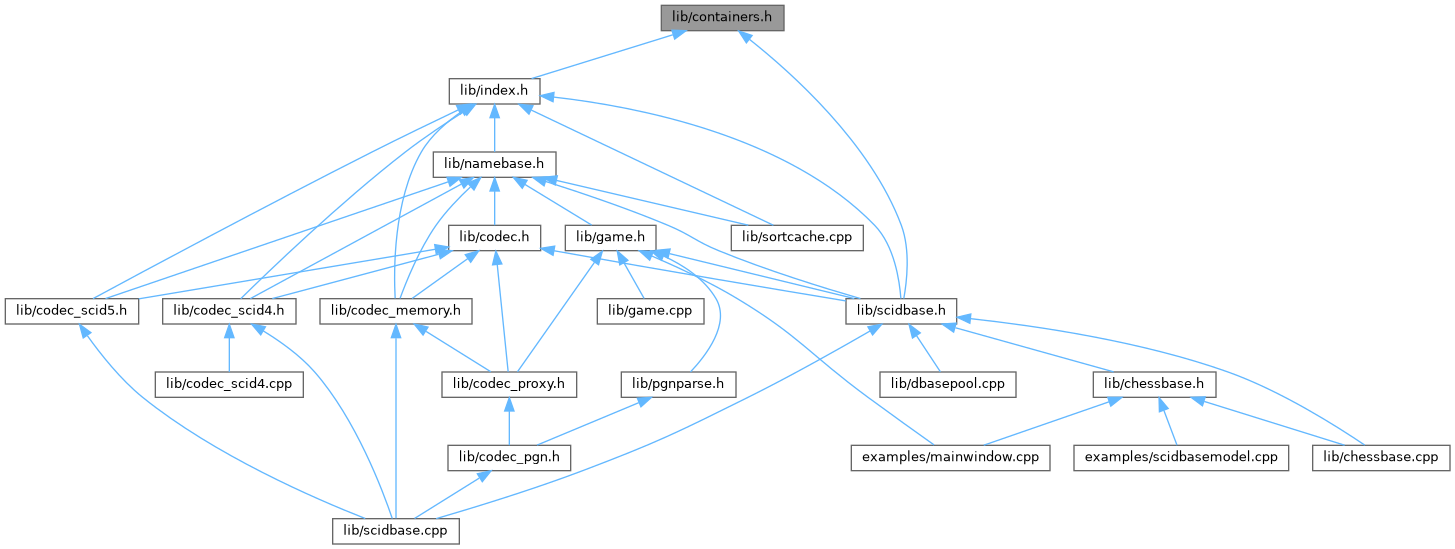 lib/containers.h
lib/index.h
lib/namebase.h
lib/codec.h
lib/game.h
lib/sortcache.cpp
lib/codec_scid5.h
lib/codec_scid4.h
lib/codec_memory.h
lib/game.cpp
lib/scidbase.h
lib/codec_scid4.cpp
lib/codec_proxy.h
lib/pgnparse.h
lib/dbasepool.cpp
lib/chessbase.h
lib/codec_pgn.h
examples/mainwindow.cpp
examples/scidbasemodel.cpp
lib/chessbase.cpp
lib/scidbase.cpp